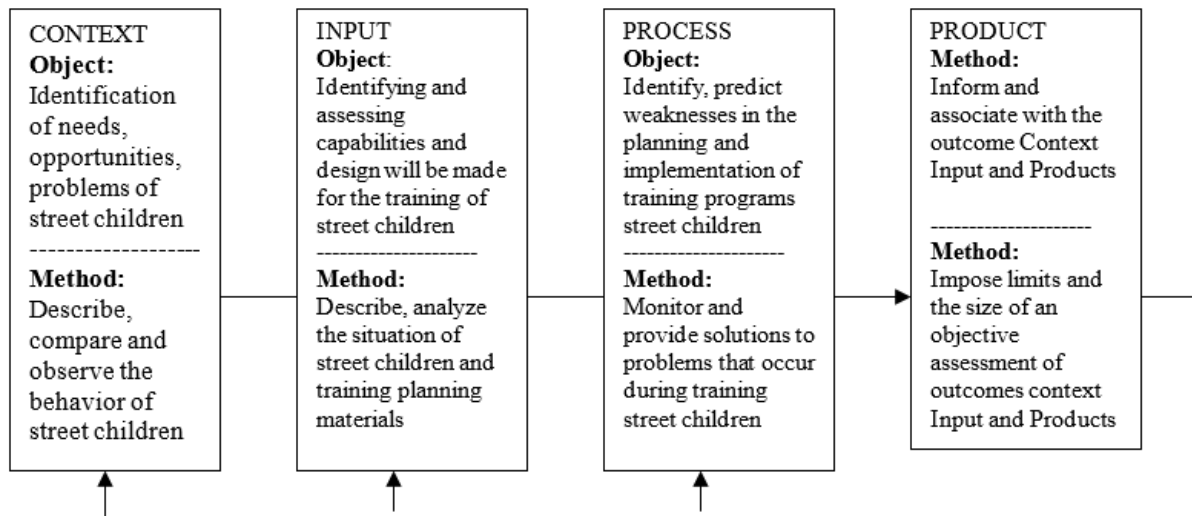 CONTEXT
Object:
Identification
of needs,
opportunities,
problems of
street children
--------------------
Method:
Describe,
compare and
observe the
behavior of
street children
INPUT
Object:
Identifying and
assessing
capabilities and
design will be made
for the training of
street children
---------------------
Method:
Describe, analyze
the situation of
street children and
training planning
materials
PROCESS
Object:
Identify, predict
weaknesses in the
planning and
implementation of
training programs
street children
---------------------
Method:
Monitor and
provide solutions to
problems that occur
during training
street children
PRODUCT
Method:
Inform and
associate with the
outcome Context
Input and Products
---------------------
Method:
Impose limits and
the size of an
objective
assessment of
outcomes context
Input and Products